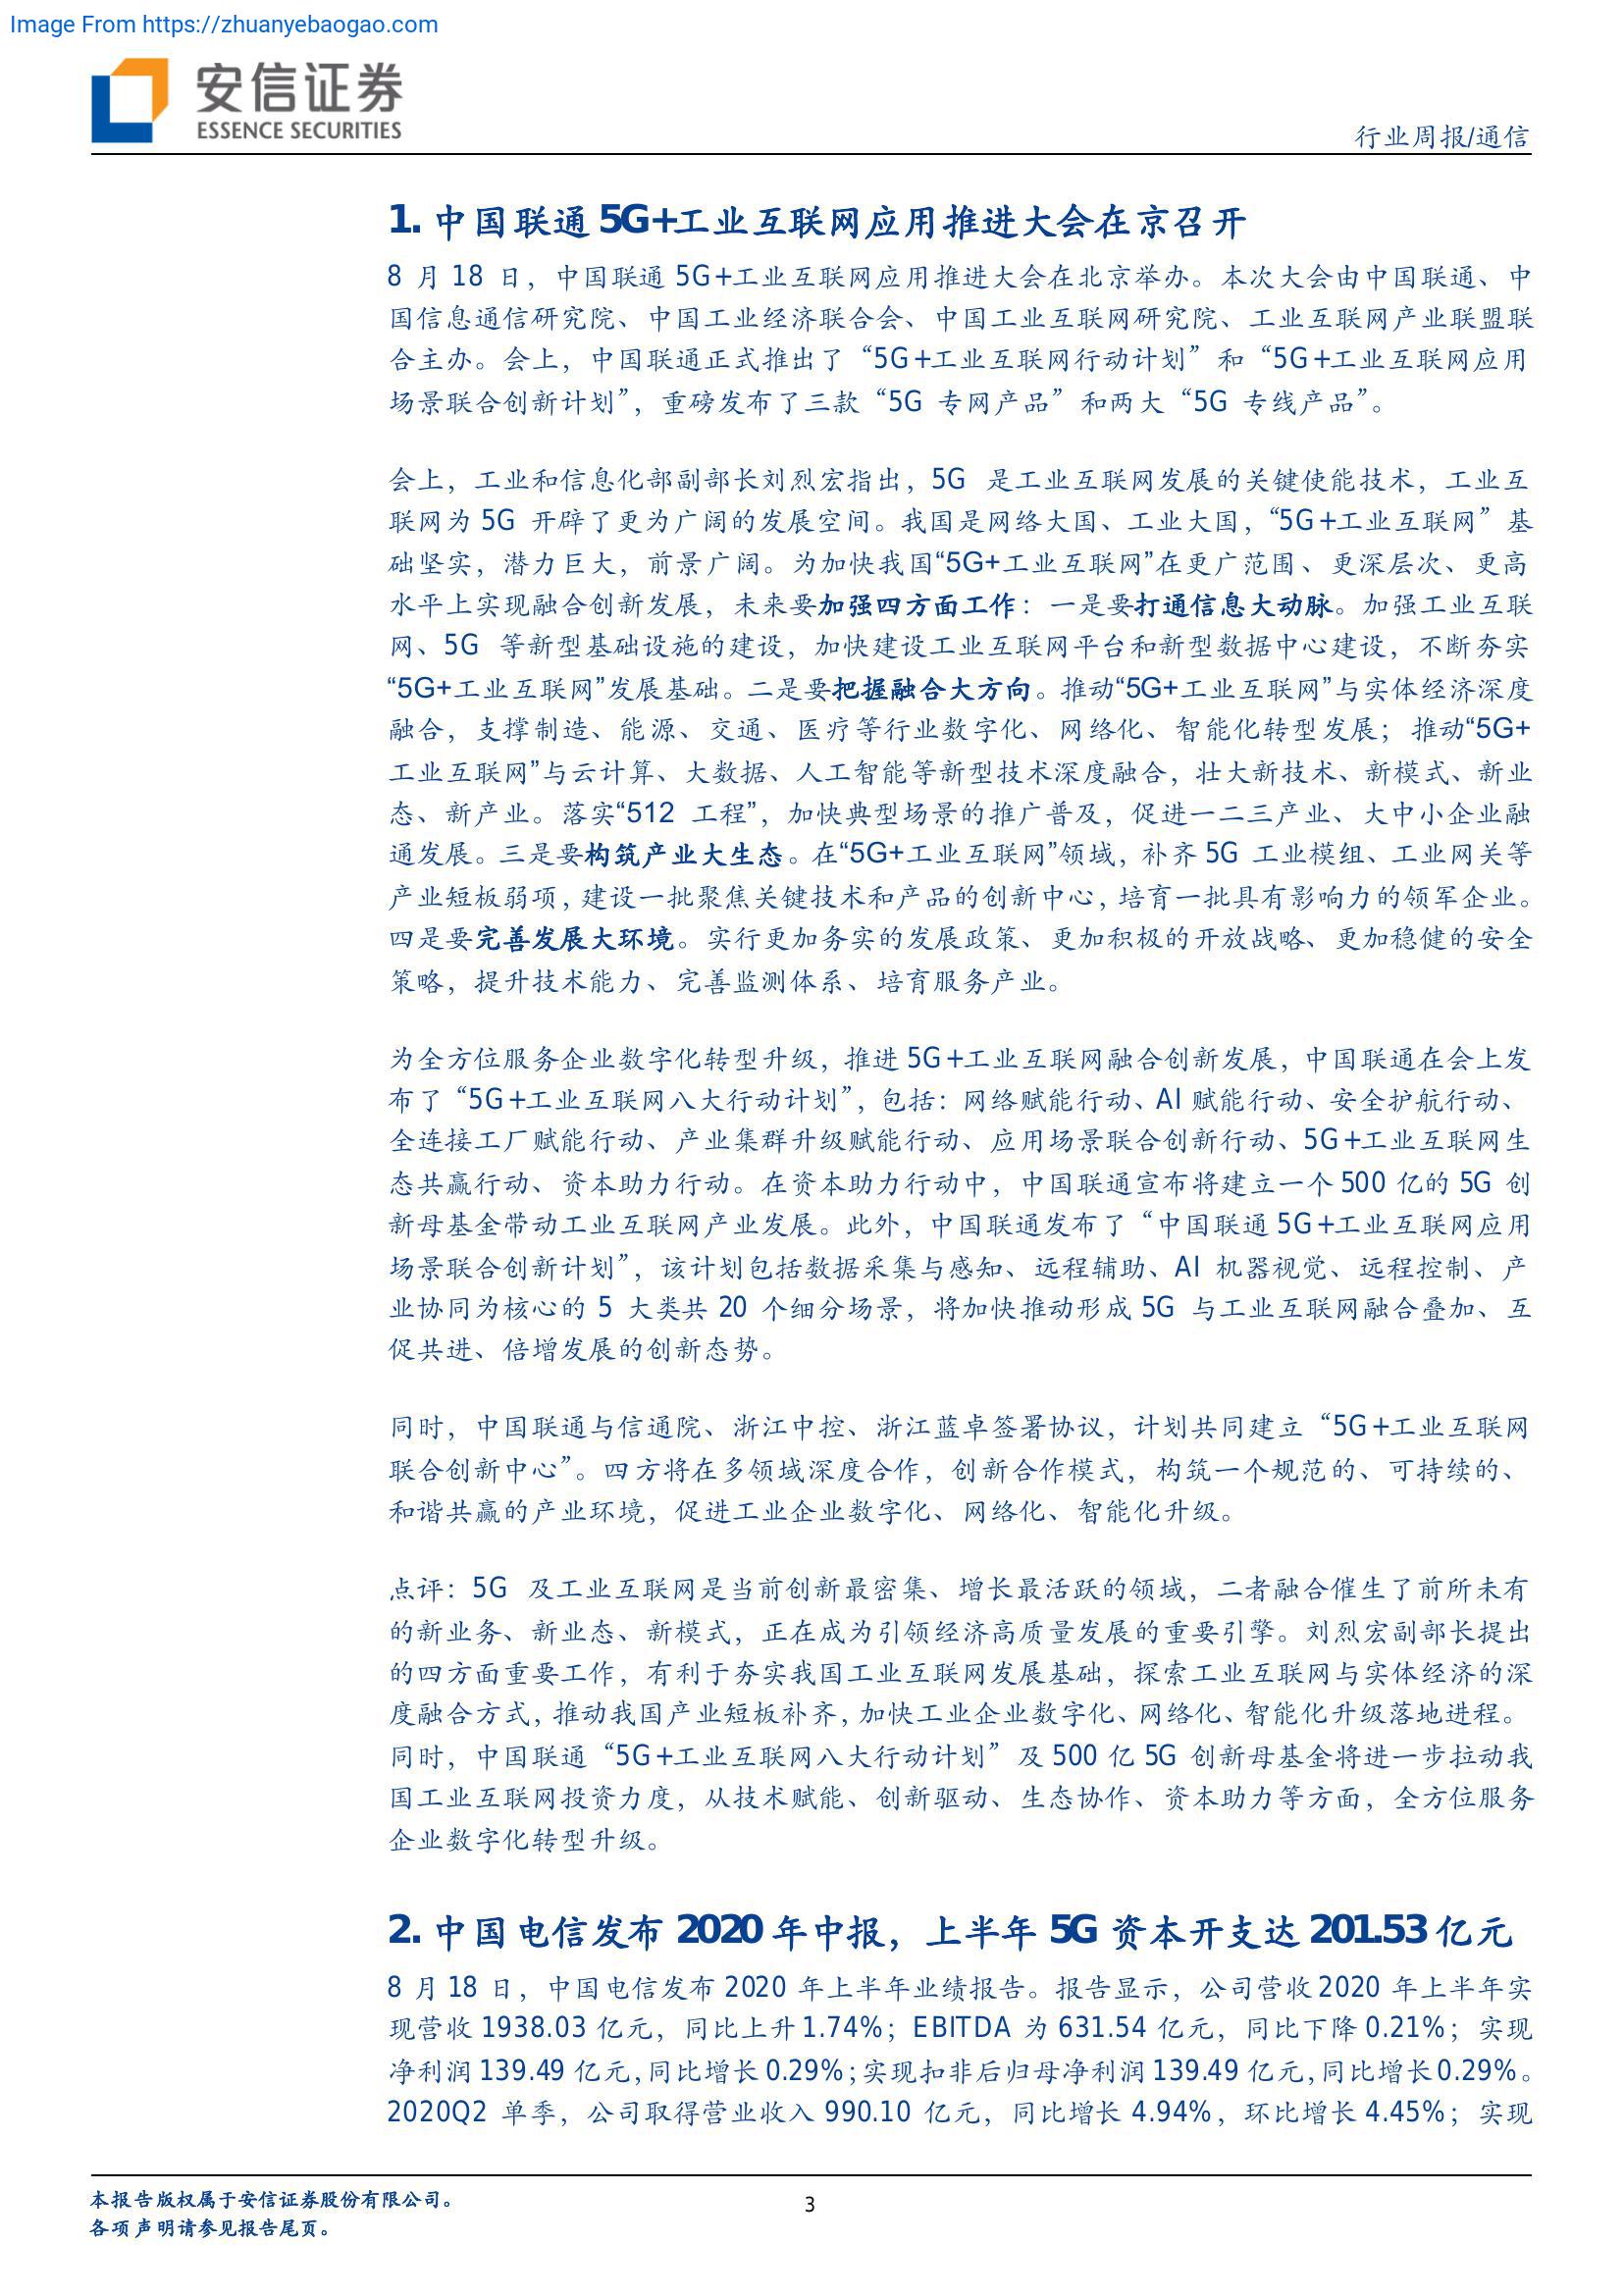 Image From https://zhuanyebaogao.com
安信证券
ESSENCE SECURITIES
行业周报/通信
1. 中国联通 5G+工业互联网应用推进大会在京召开
8 月 18 日，中国联通 5G+工业互联网应用推进大会在北京举办。本次大会由中国联通、中
国信息通信研究院、中国工业经济联合会、中国工业互联网研究院、工业互联网产业联盟联
合主办。会上，中国联通正式推出了“5G+工业互联网行动计划”和“5G+工业互联网应用
场景联合创新计划”，重磅发布了三款“5G 专网产品”和两大“5G 专线产品”。
会上，工业和信息化部副部长刘烈宏指出，5G 是工业互联网发展的关键使能技术，工业互
联网为 5G 开辟了更为广阔的发展空间。我国是网络大国、工业大国，“5G+工业互联网”基
础坚实，潜力巨大，前景广阔。为加快我国“5G+工业互联网”在更广范围、更深层次、更高
水平上实现融合创新发展，未来要加强四方面工作：一是要打通信息大动脉。加强工业互联
网、5G 等新型基础设施的建设，加快建设工业互联网平台和新型数据中心建设，不断夯实
“5G+工业互联网”发展基础。二是要把握融合大方向。推动“5G+工业互联网”与实体经济深度
融合，支撑制造、能源、交通、医疗等行业数字化、网络化、智能化转型发展；推动“5G+
工业互联网”与云计算、大数据、人工智能等新型技术深度融合，壮大新技术、新模式、新业
态、新产业。落实“512 工程”，加快典型场景的推广普及，促进一二三产业、大中小企业融
通发展。三是要构筑产业大生态。在“5G+工业互联网”领域，补齐 5G 工业模组、工业网关等
产业短板弱项，建设一批聚焦关键技术和产品的创新中心，培育一批具有影响力的领军企业。
四是要完善发展大环境。实行更加务实的发展政策、更加积极的开放战略、更加稳健的安全
策略，提升技术能力、完善监测体系、培育服务产业。
为全方位服务企业数字化转型升级，推进 5G+工业互联网融合创新发展，中国联通在会上发
布了“5G+工业互联网八大行动计划”，包括：网络赋能行动、AI 赋能行动、安全护航行动、
全连接工厂赋能行动、产业集群升级赋能行动、应用场景联合创新行动、5G+工业互联网生
态共赢行动、资本助力行动。在资本助力行动中，中国联通宣布将建立一个 500 亿的 5G 创
新母基金带动工业互联网产业发展。此外，中国联通发布了“中国联通 5G+工业互联网应用
场景联合创新计划”，该计划包括数据采集与感知、远程辅助、AI 机器视觉、远程控制、产
业协同为核心的 5 大类共 20 个细分场景，将加快推动形成 5G 与工业互联网融合叠加、互
促共进、倍增发展的创新态势。
同时，中国联通与信通院、浙江中控、浙江蓝卓签署协议，计划共同建立“5G+工业互联网
联合创新中心”。四方将在多领域深度合作，创新合作模式，构筑一个规范的、可持续的、
和谐共赢的产业环境，促进工业企业数字化、网络化、智能化升级。
点评：5G 及工业互联网是当前创新最密集、增长最活跃的领域，二者融合催生了前所未有
的新业务、新业态、新模式，正在成为引领经济高质量发展的重要引擎。刘烈宏副部长提出
的四方面重要工作，有利于夯实我国工业互联网发展基础，探索工业互联网与实体经济的深
度融合方式，推动我国产业短板补齐，加快工业企业数字化、网络化、智能化升级落地进程。
同时，中国联通“5G+工业互联网八大行动计划”及 500 亿 5G 创新母基金将进一步拉动我
国工业互联网投资力度，从技术赋能、创新驱动、生态协作、资本助力等方面，全方位服务
企业数字化转型升级。
2. 中国电信发布 2020 年中报，上半年 5G 资本开支达 201.53 亿元
8 月 18 日，中国电信发布 2020 年上半年业绩报告。报告显示，公司营收 2020 年上半年实
现营收 1938.03 亿元，同比上升 1.74%；EBITDA 为 631.54 亿元，同比下降 0.21%；实现
净利润 139.49 亿元，同比增长 0.29%；实现扣非后归母净利润 139.49 亿元，同比增长 0.29%。
2020Q2 单季，公司取得营业收入 990.10 亿元，同比增长 4.94%，环比增长 4.45%；实现
本报告版权属于安信证券股份有限公司。
3
各项声明请参见报告尾页。